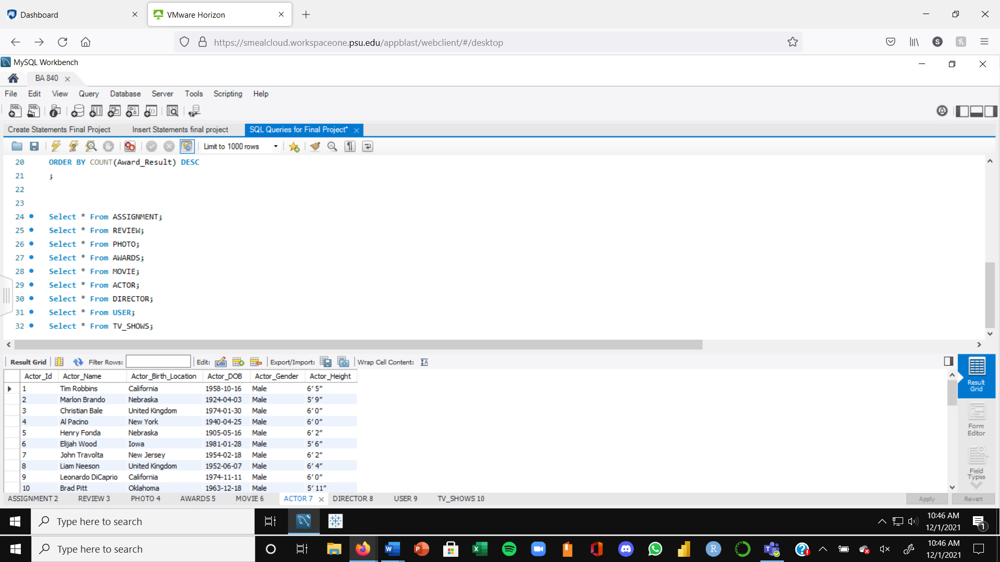 Dashboard
VMware Horizon
https://smealcloud.workspaceone.psu.edu/appblast/webclient/#/desktop
S
MySQL Workbench
BA 840
File Edit View Query Database Server Tools Scripting Help
Create Statements Final Project Insert Statements final project SQL Queries for Final Project*
Limit to 1000 rows
20 ORDER BY COUNT(Award_Result) DESC
21 ;
22
23
24 Select * From ASSIGNMENT;
25 Select * From REVIEW;
26 Select * From PHOTO;
27 Select * From AWARDS;
28 Select * From MOVIE;
29 Select * From ACTOR;
30 Select * From DIRECTOR;
31 Select * From USER;
32 Select * From TV_SHOWS;
Result Grid Filter Rows: Edit: Export/Import: Wrap Cell Content:
Actor_Id Actor_Name Actor_Birth_Location Actor_DOB Actor_Gender Actor_Height
1 Tim Robbins California 1958-10-16 Male 6’ 5”
2 Marlon Brando Nebraska 1924-04-03 Male 5’ 9”
3 Christian Bale United Kingdom 1974-01-30 Male 6’ 0”
4 Al Pacino New York 1940-04-25 Male 6’ 0”
5 Henry Fonda Nebraska 1905-05-16 Male 6’ 2”
6 Elijah Wood Iowa 1981-01-28 Male 5’ 6”
7 John Travolta New Jersey 1954-02-18 Male 6’ 2”
8 Liam Neeson United Kingdom 1952-06-07 Male 6’ 4”
9 Leonardo DiCaprio California 1974-11-11 Male 6’ 0”
10 Brad Pitt Oklahoma 1963-12-18 Male 5’ 11”
Result
Grid
Form
Editor
Field
Types
ASSIGNMENT 2 REVIEW 3 PHOTO 4 AWARDS 5 MOVIE 6 ACTOR 7 DIRECTOR 8 USER 9 TV_SHOWS 10
Apply Revert
Type here to search
10:46 AM
12/1/2021
1
Type here to search
10:46 AM
12/1/2021